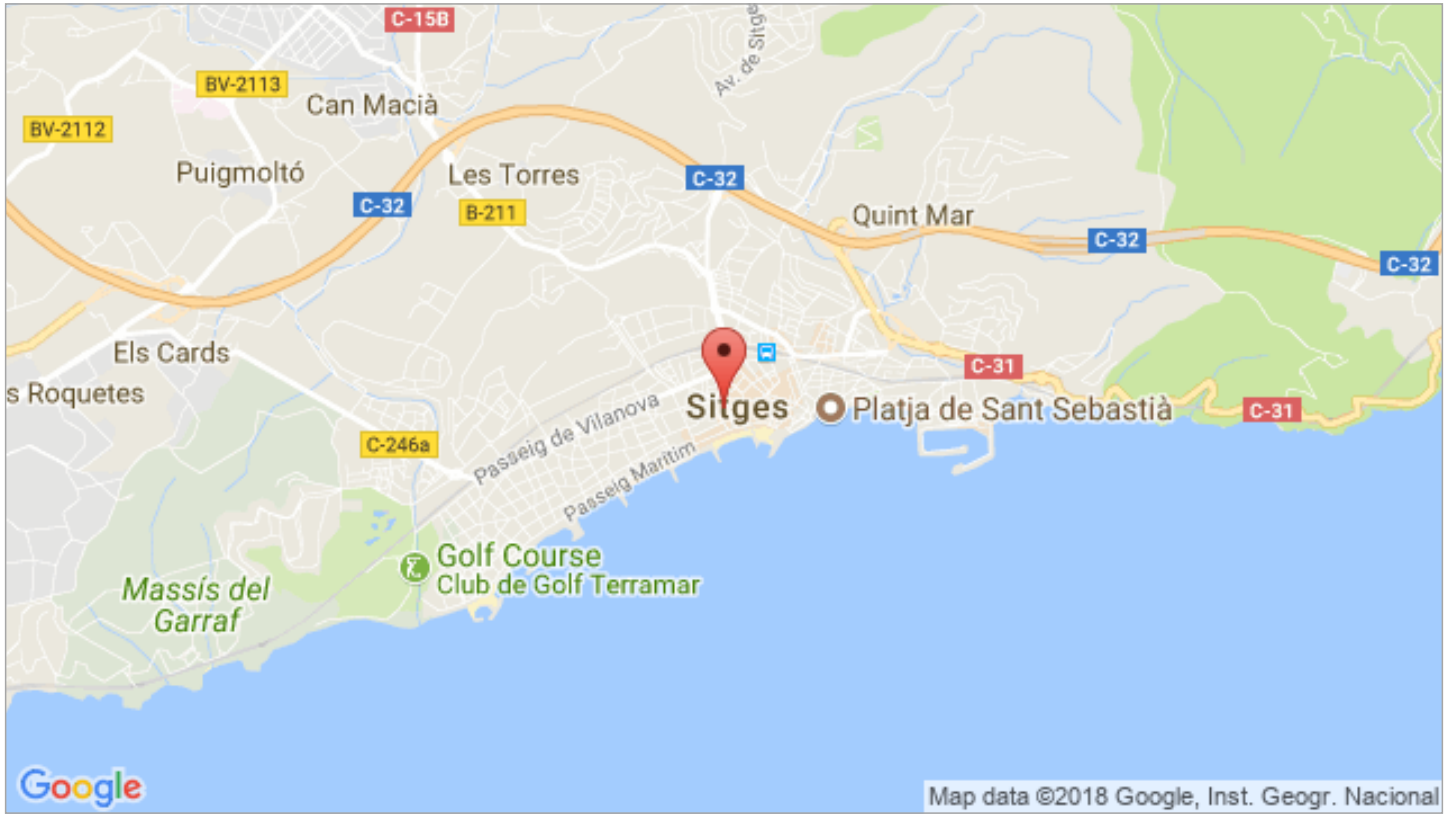 C-15B
Av. de Sitge
BV-2113
Can Macià
BV-2112
Puigmoltó
Les Torres
C-32
C-32
B-211
Quint Mar
C-32
C-32
Els Cards
C-31
s Roquetes
Sitges
Platja de Sant Sebastià
C-31
C-246a
Passeig de Vilanova
Passeig Marítim
Golf Course
Club de Golf Terramar
Massís del
Garraf
Google
Map data ©2018 Google, Inst. Geogr. Nacional